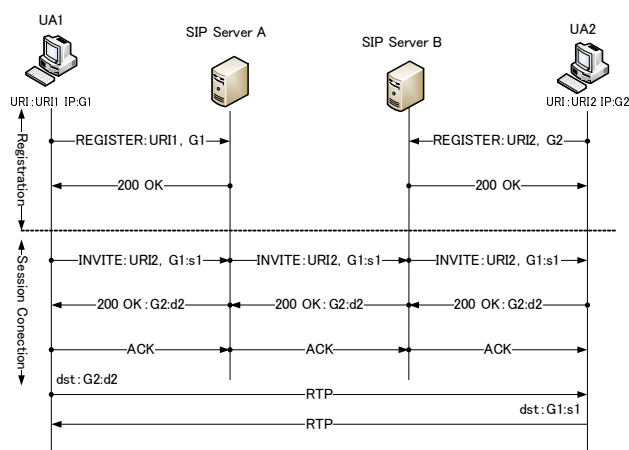 UA1
SIP Server A
SIP Server B
UA2
URI:URI1 IP:G1
URI:URI2 IP:G2
Registration
REGISTER:URI1, G1
REGISTER:URI2, G2
200 OK
200 OK
Session Conection
INVITE:URI2, G1:s1
INVITE:URI2, G1:s1
INVITE:URI2, G1:s1
200 OK:G2:d2
200 OK:G2:d2
200 OK:G2:d2
ACK
ACK
ACK
dst:G2:d2
RTP
dst:G1:s1
RTP